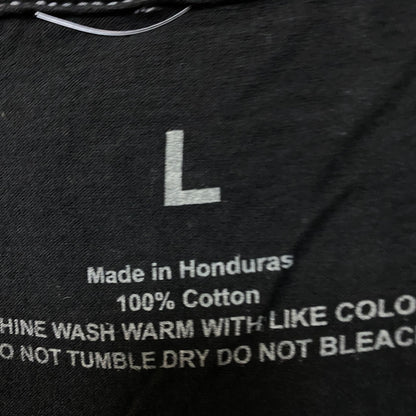 L
Made in Honduras
100% Cotton
HINE WASH WARM WITH LIKE COLO
O NOT TUMBLE DRY DO NOT BLEAC